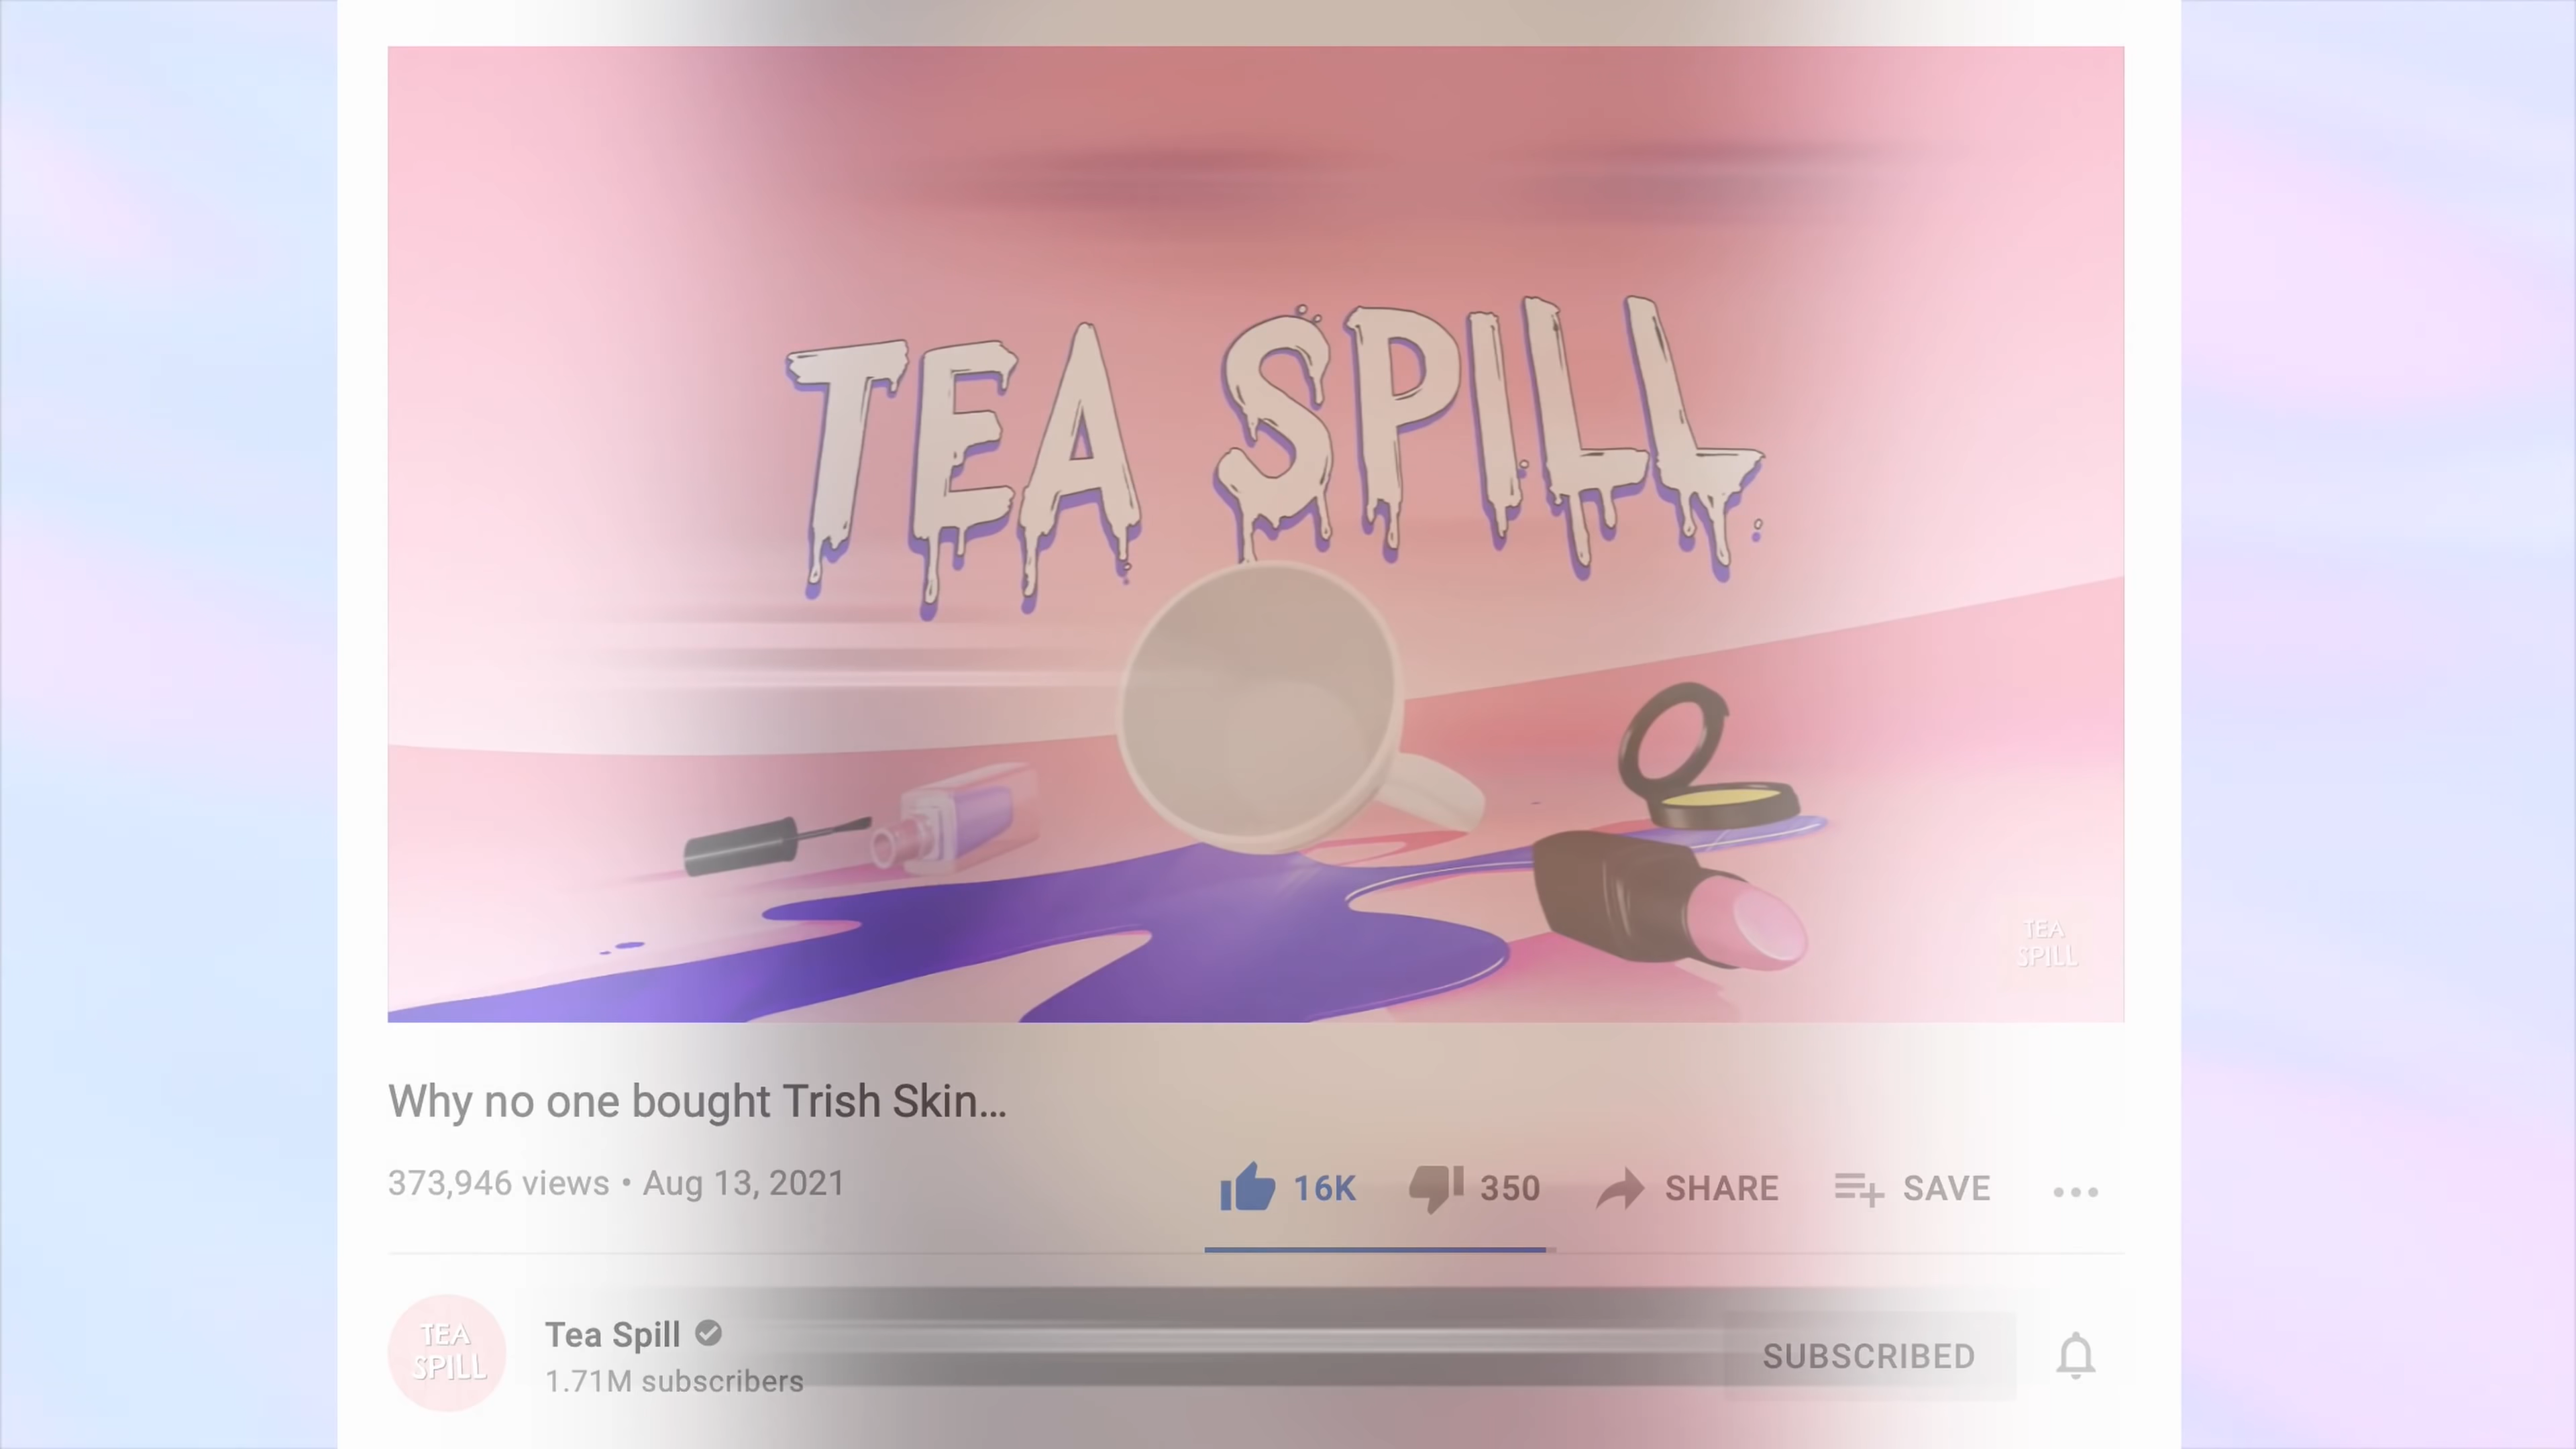 TEA SPILL
TEA
SPILL
Why no one bought Trish Skin...
373,946 views • Aug 13, 2021
16K 350 SHARE SAVE
TEA
SPILL
Tea Spill
1.71M subscribers
SUBSCRIBED